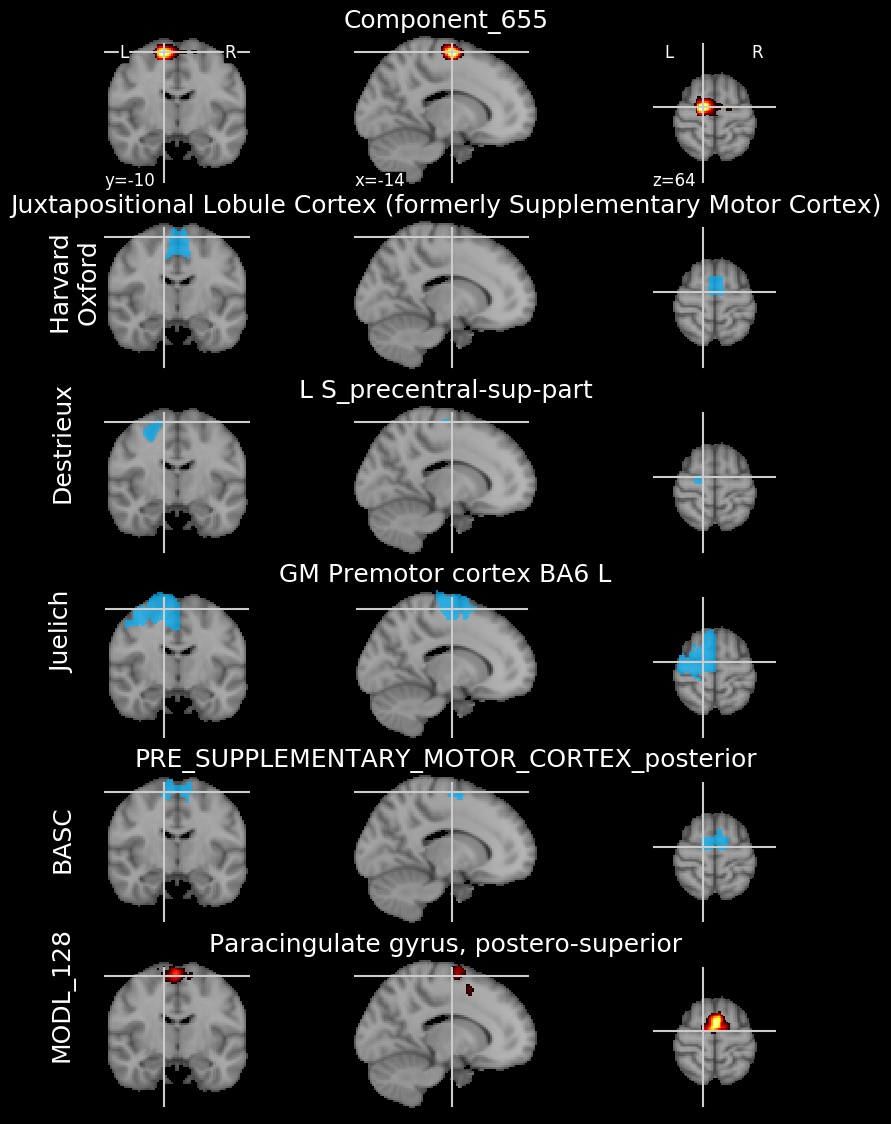 Component_655
L R
L R
y=-10
x=-14
z=64
Juxtapositional Lobule Cortex (formerly Supplementary Motor Cortex)
Harvard
Oxford
L S_precentral-sup-part
Destrieux
GM Premotor cortex BA6 L
Juelich
PRE_SUPPLEMENTARY_MOTOR_CORTEX_posterior
BASC
Paracingulate gyrus, postero-superior
MODL_128